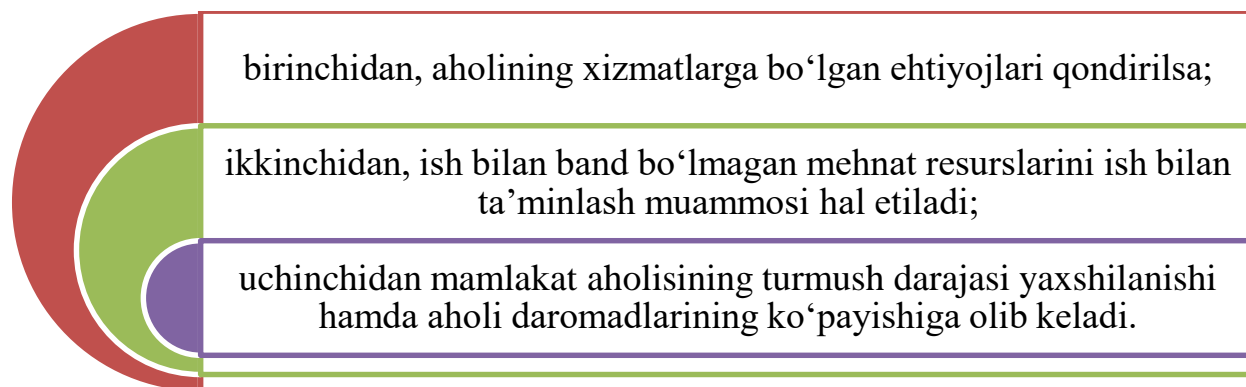 birinchidan, aholining xizmatlarga bo‘lgan ehtiyojlari qondirilsa;
ikkinchidan, ish bilan band bo‘lmagan mehnat resurslarini ish bilan
ta’minlash muammosi hal etiladi;
uchinchidan mamlakat aholisining turmush darajasi yaxshilanishi
hamda aholi daromadlarining ko‘payishiga olib keladi.